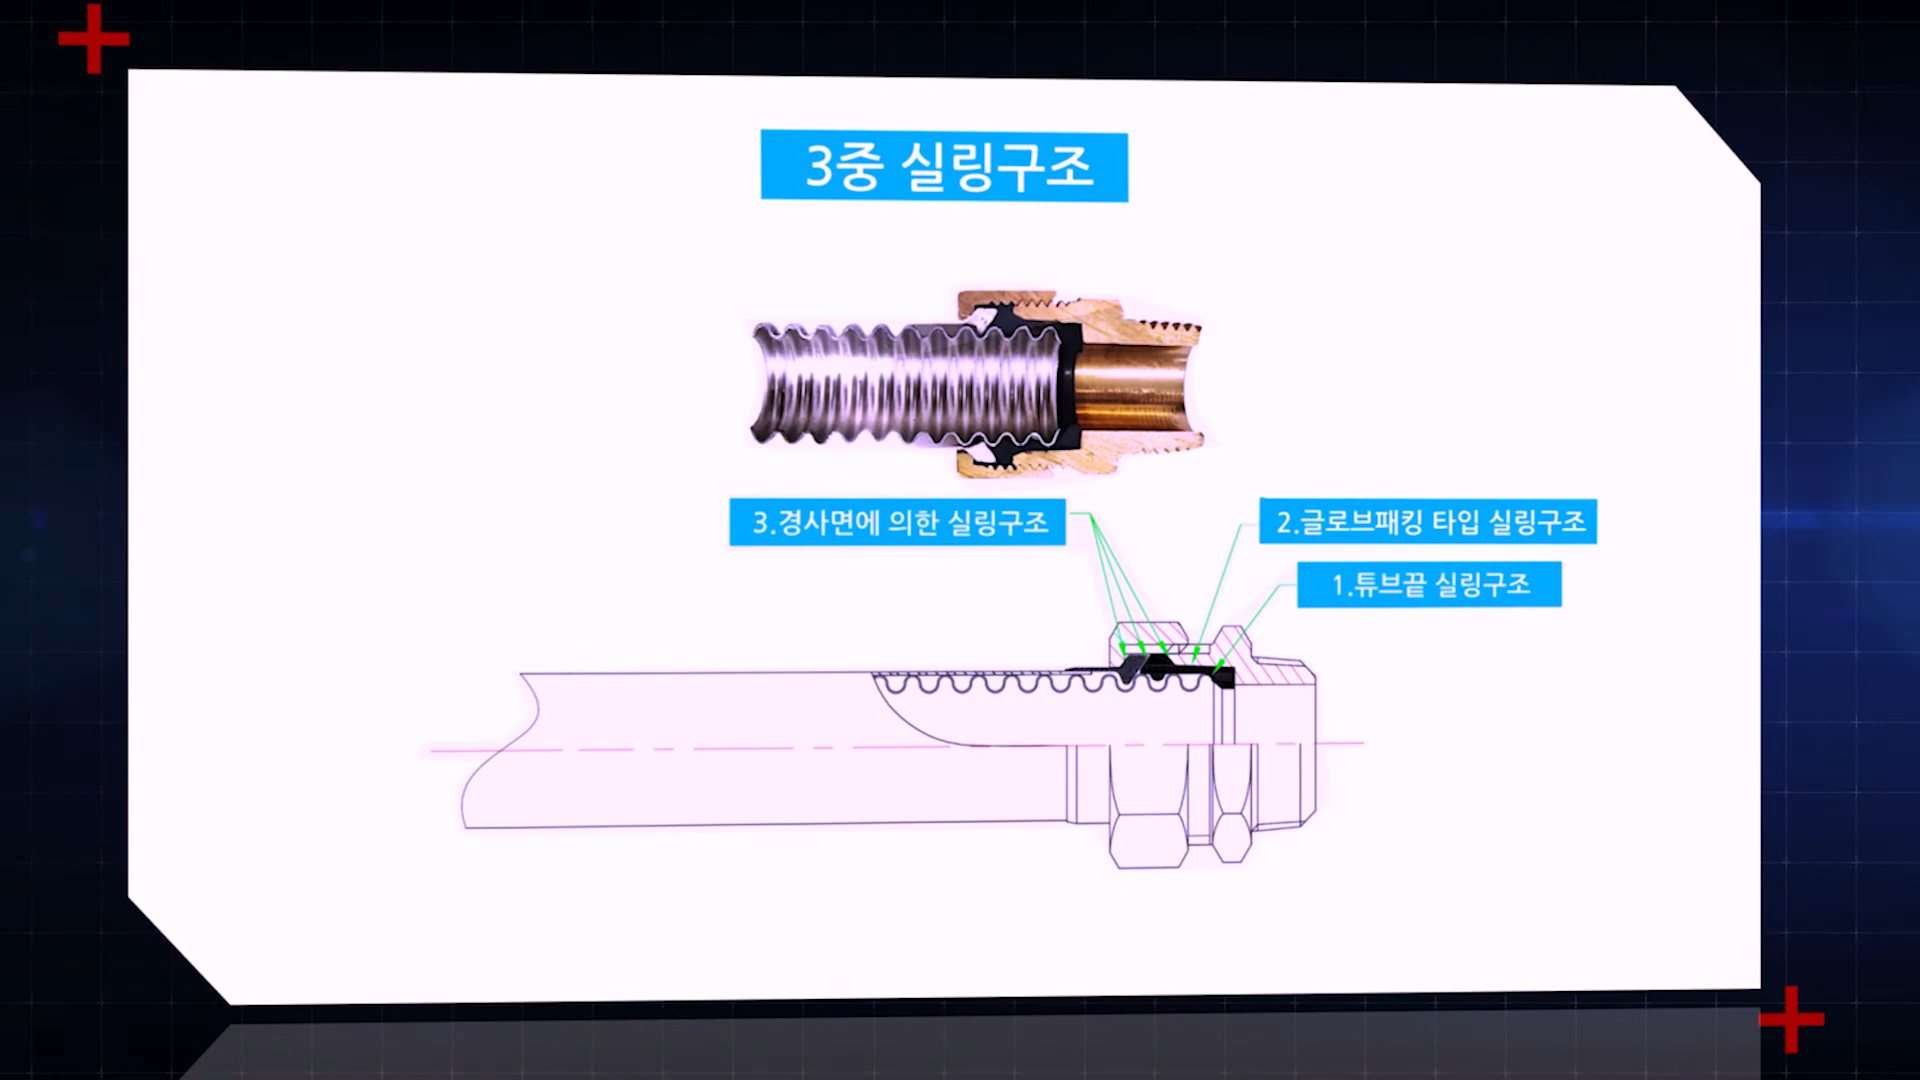 3중 실링구조
3.경사면에 의한 실링구조
2.글로브패킹 타입 실링구조
1.튜브끝 실링구조